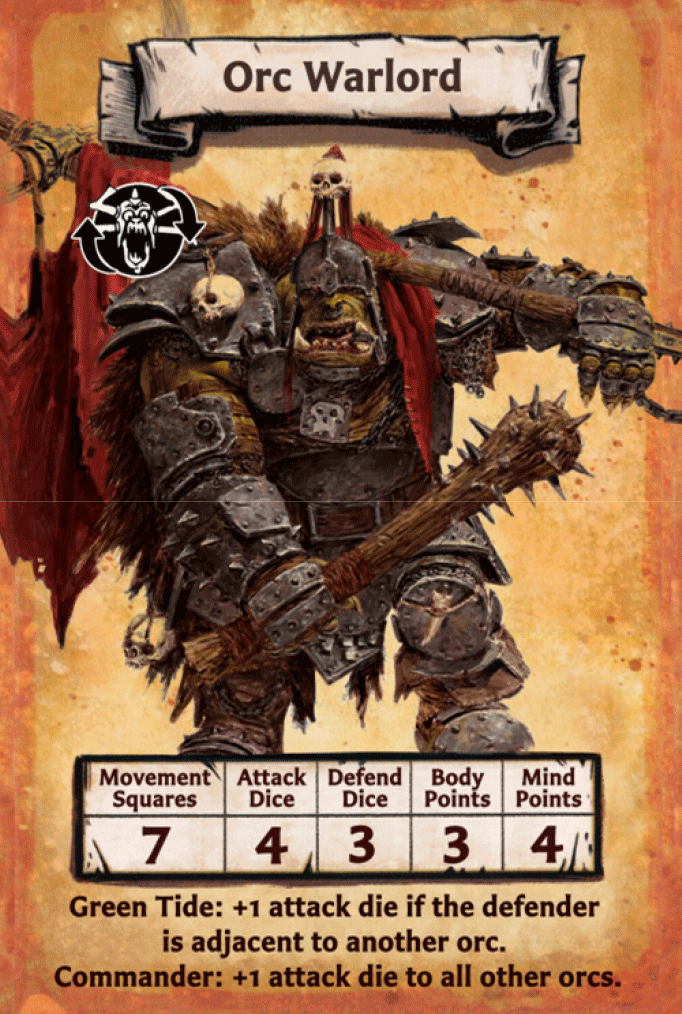 Orc Warlord
Movement Squares Attack Dice Defend Dice Body Points Mind Points
7 4 3 3 4
Green Tide: +1 attack die if the defender
is adjacent to another orc.
Commander: +1 attack die to all other orcs.